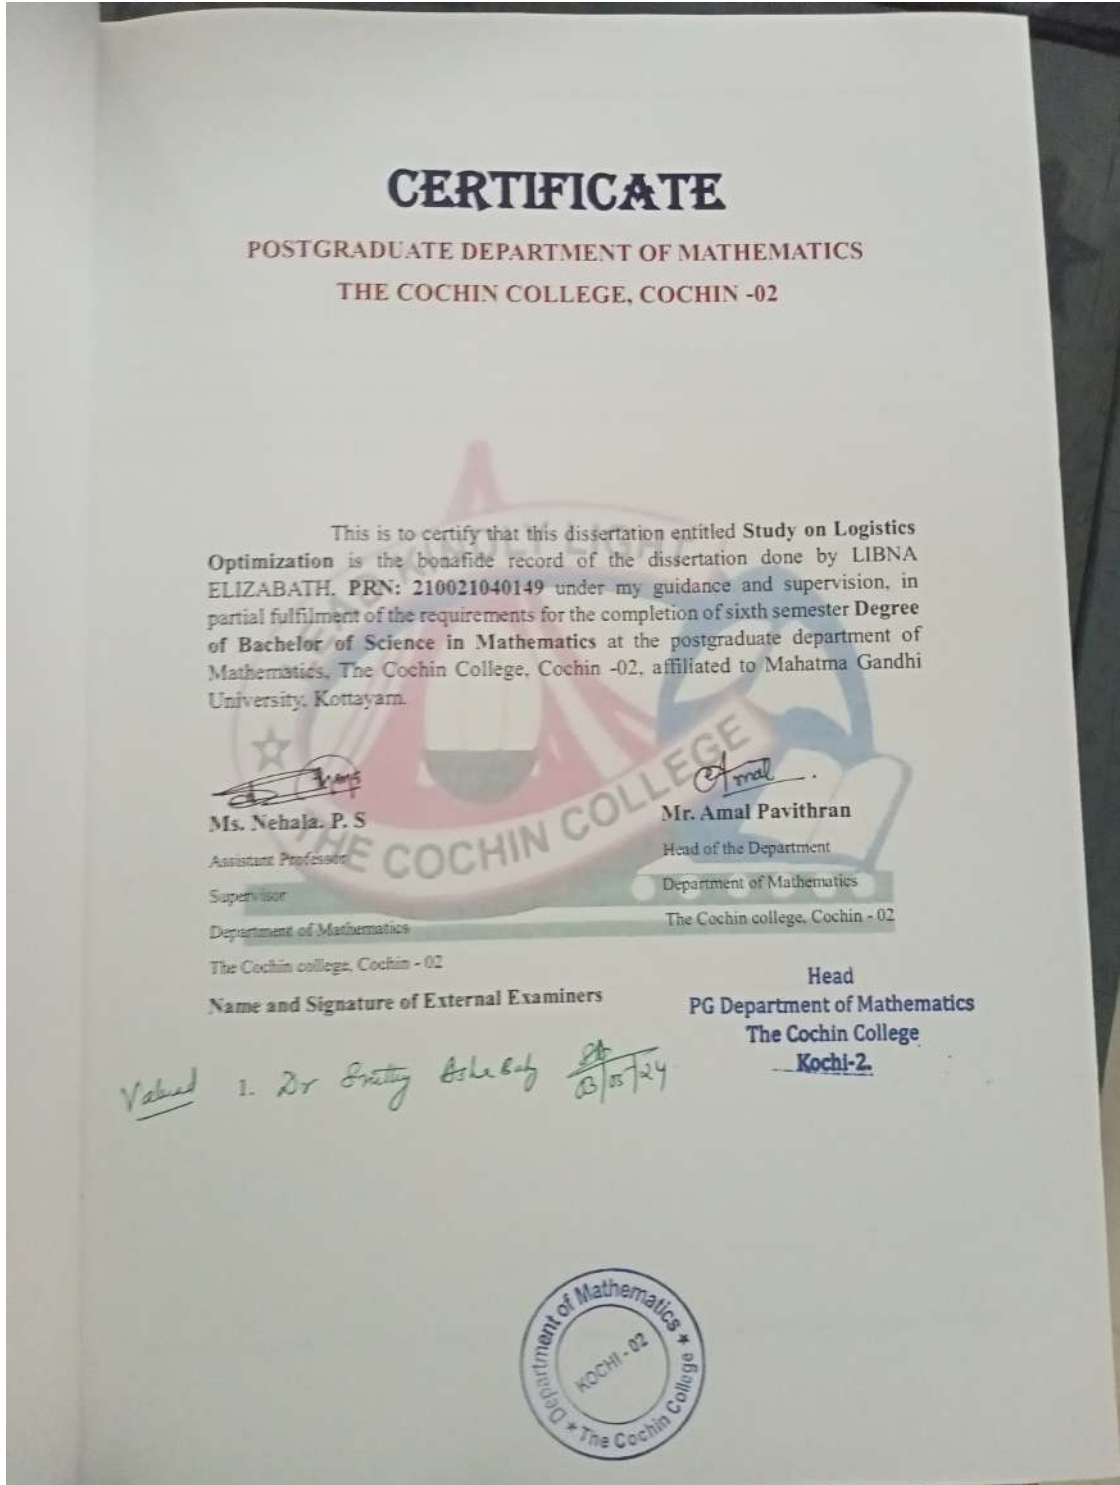 CERTIFICATE
POSTGRADUATE DEPARTMENT OF MATHEMATICS
THE COCHIN COLLEGE, COCHIN -02
This is to certify that this dissertation entitled Study on Logistics
Optimization is the bonafide record of the dissertation done by LIBNA
ELIZABATH. PRN: 210021040149 under my guidance and supervision, in
partial fulfilment of the requirements for the completion of sixth semester Degree
of Bachelor of Science in Mathematics at the postgraduate department of
Mathematics, The Cochin College, Cochin -02, affiliated to Mahatma Gandhi
University, Kottayam.
THE COCHIN COLLEGE
Amal
Ms. Nehala. P. S
Assistant Professor
Supervisor
Department of Mathematics
The Cochin college, Cochin - 02
Mr. Amal Pavithran
Head of the Department
Department of Mathematics
The Cochin college, Cochin - 02
Name and Signature of External Examiners
Head
PG Department of Mathematics
The Cochin College
Kochi-2.
Valued 1. Dr 03/05/24
Department of Mathematics ★ The Cochin College ★
KOCHI - 02